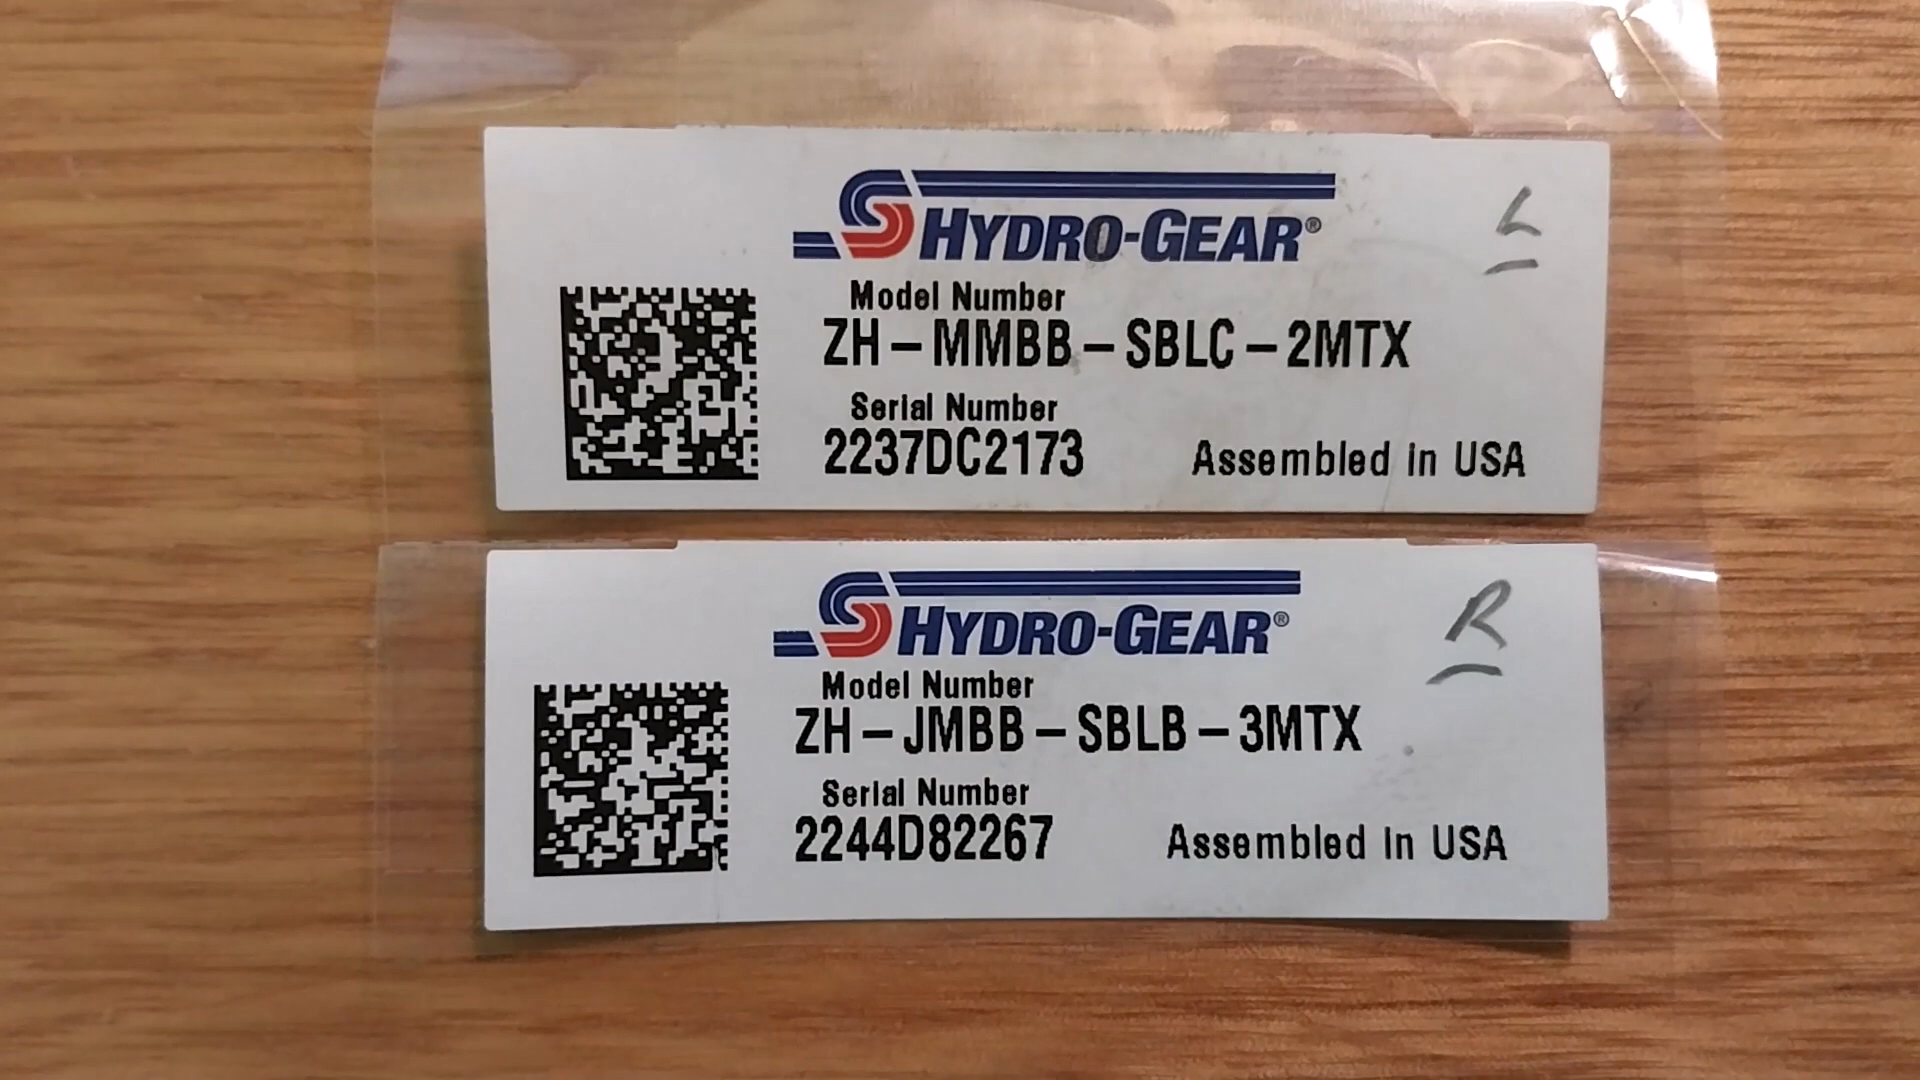 HYDRO-GEAR®
L
Model Number
ZH-MMBB-SBLC-2MTX
Serial Number
2237DC2173 Assembled in USA
HYDRO-GEAR®
R
Model Number
ZH-JMBB-SBLB-3MTX
Serial Number
2244D82267 Assembled in USA